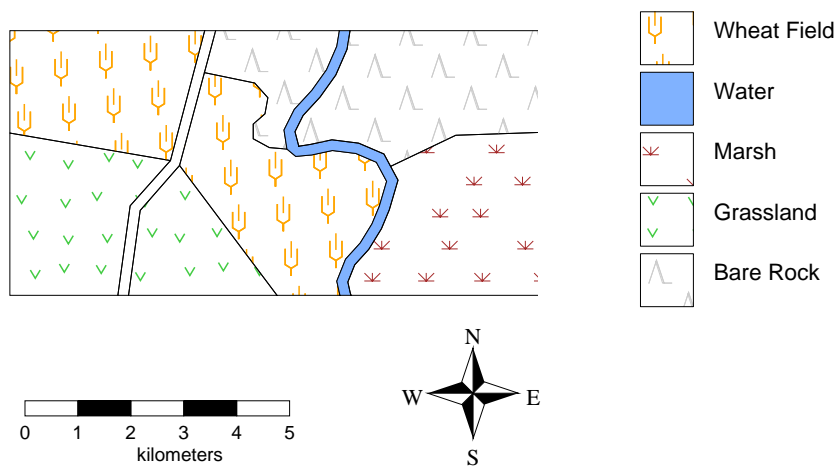 Wheat Field
Water
Marsh
Grassland
Bare Rock
N
W E
S
0 1 2 3 4 5
kilometers